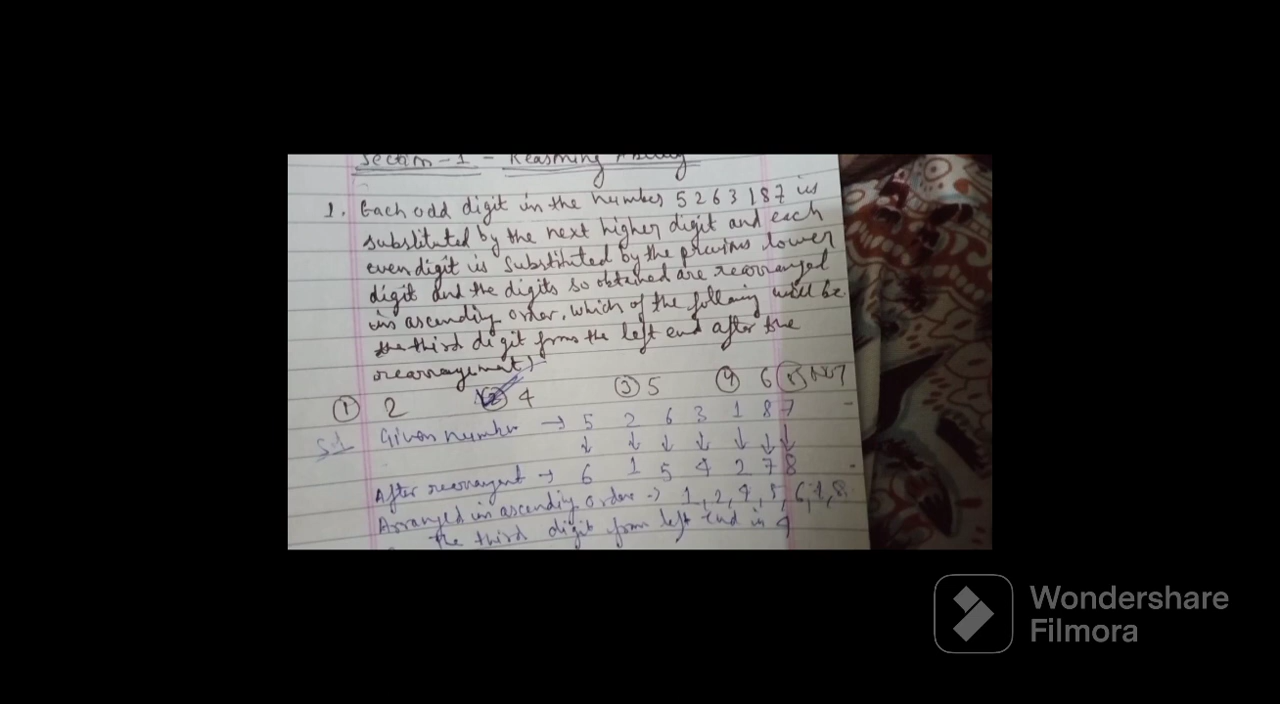 Section - 1 - Reasoning Ability
1. Each odd digit in the number 5263187 is
substituted by the next higher digit and each
even digit is substituted by the previous lower
digit and the digits so obtained are rearranged
in ascending order, which of the following will be
the third digit from the left end after the
rearrangement?
① 2 ② 4 ③ 5 ④ 6 ⑤ No?
S.1 Given number → 5 2 6 3 1 8 7
↓ ↓ ↓ ↓ ↓ ↓ ↓
After rearrangent → 6 1 5 4 2 7 8
Arranged in ascending order → 1, 2, 4, 5, 6, 7, 8
the third digit from left end is 4
Wondershare
Filmora